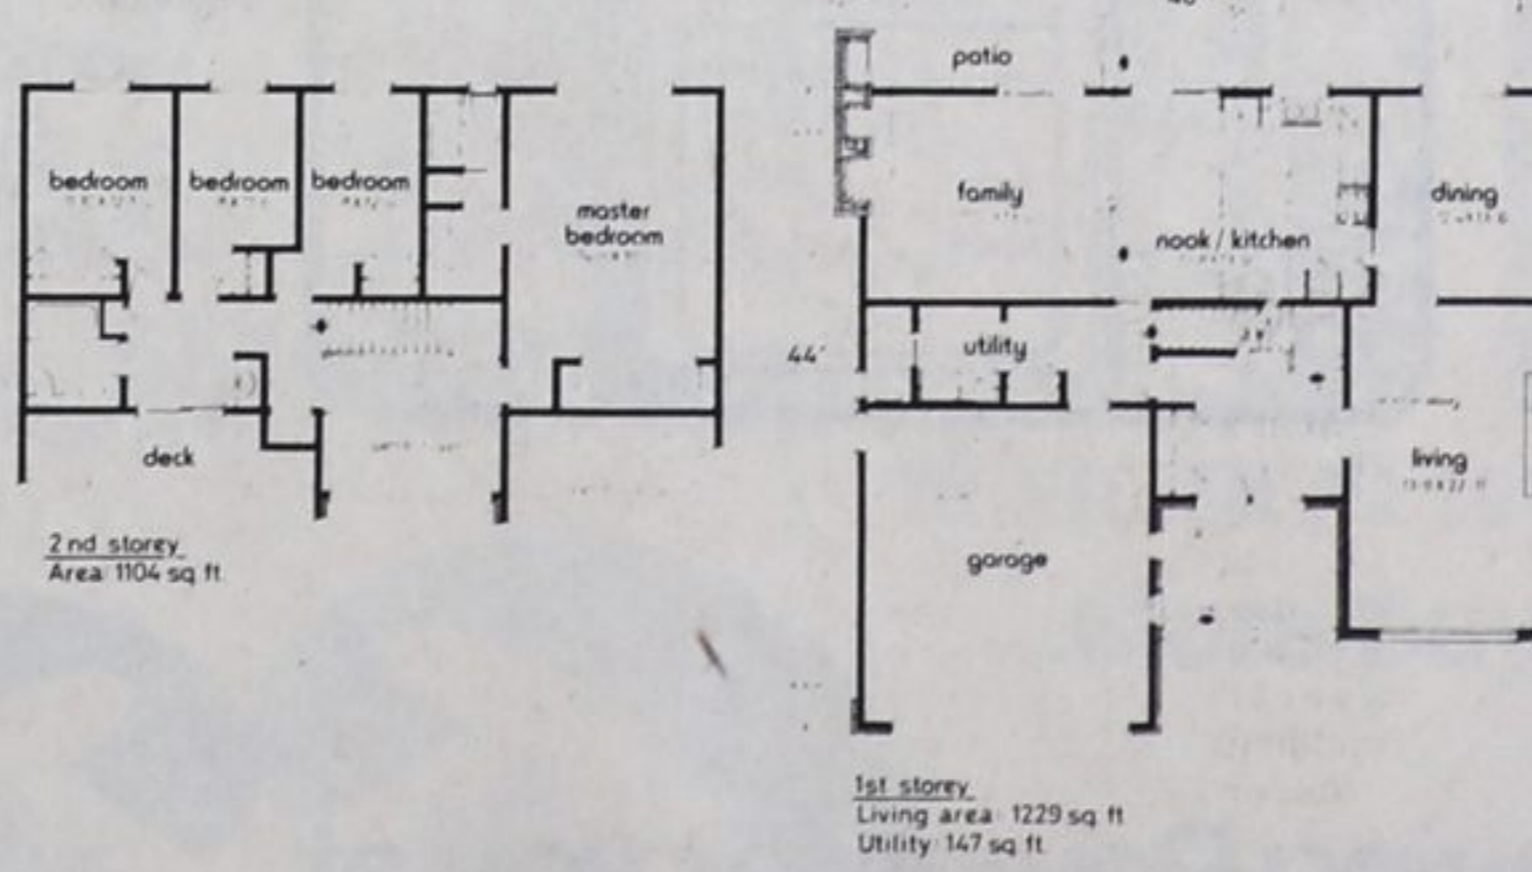 patio
bedroom
bedroom
bedroom
master
bedroom
family
dining
nook / kitchen
utility
44'
deck
living
garage
2nd storey
Area 1104 sq ft
1st storey
Living area 1229 sq ft
Utility 147 sq ft